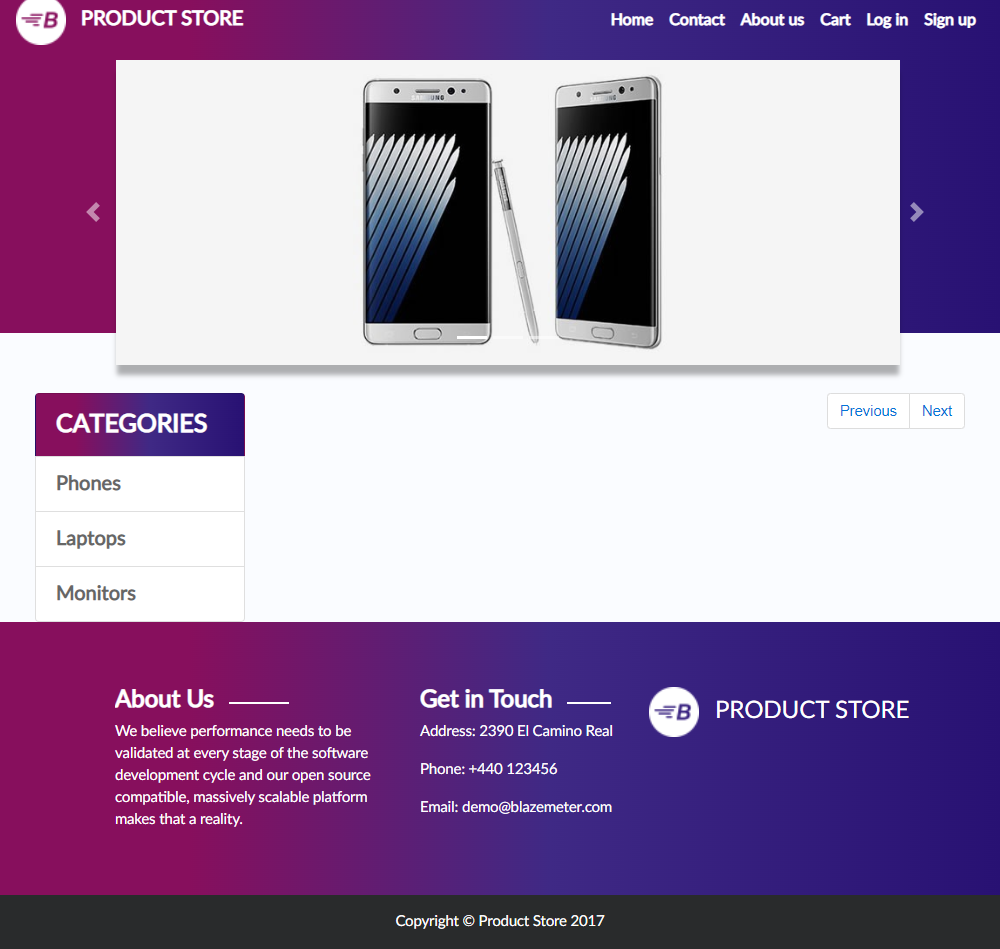 B PRODUCT STORE
Home Contact About us Cart Log in Sign up
SAMSUNG
CATEGORIES
Previous Next
Phones
Laptops
Monitors
About Us
We believe performance needs to be
validated at every stage of the software
development cycle and our open source
compatible, massively scalable platform
makes that a reality.
Get in Touch
Address: 2390 El Camino Real
Phone: +440 123456
Email: demo@blazemeter.com
B PRODUCT STORE
Copyright © Product Store 2017